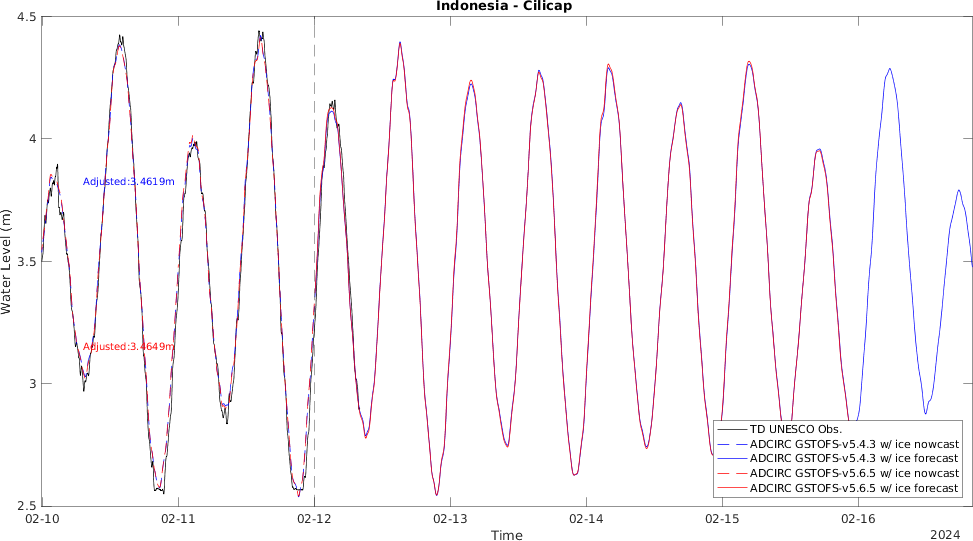 Indonesia - Cilicap
4.5
4
3.5
3
2.5
Water Level (m)
Adjusted:3.4619m
Adjusted:3.4649m
TD UNESCO Obs.
ADCIRC GSTOFS-v5.4.3 w/ ice nowcast
ADCIRC GSTOFS-v5.4.3 w/ ice forecast
ADCIRC GSTOFS-v5.6.5 w/ ice nowcast
ADCIRC GSTOFS-v5.6.5 w/ ice forecast
02-10 02-11 02-12 02-13 02-14 02-15 02-16
Time
2024